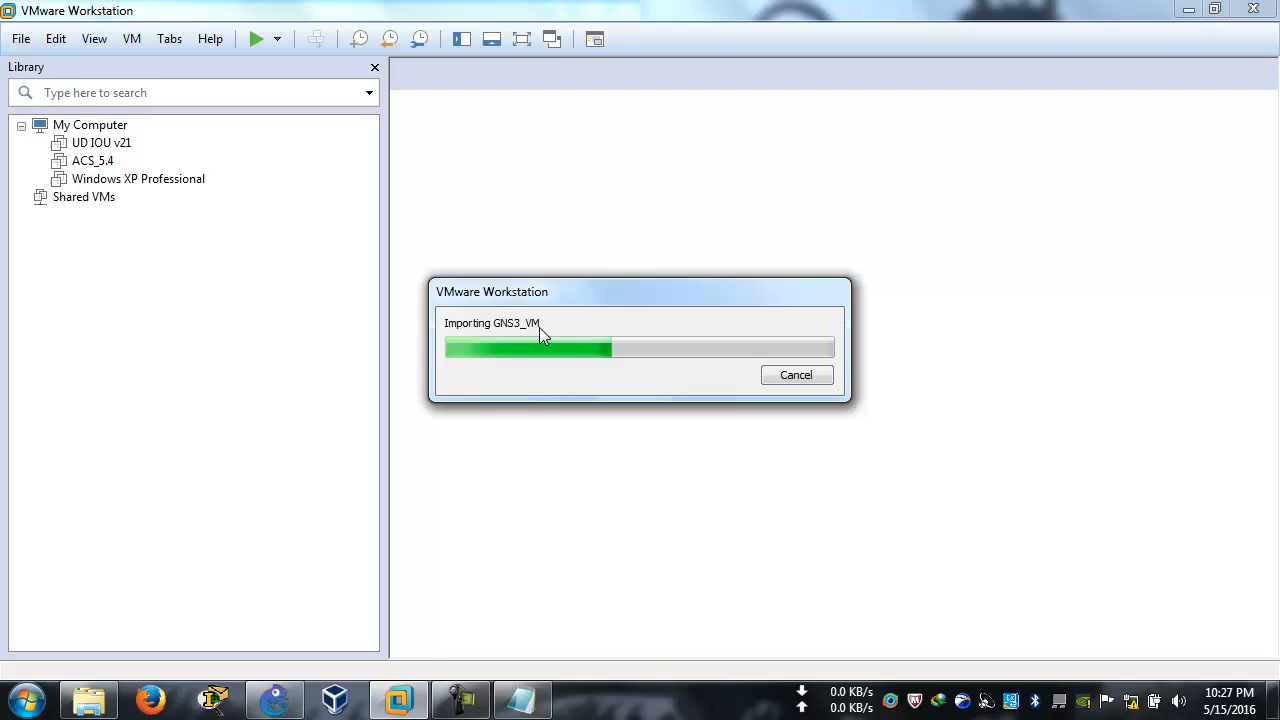 VMware Workstation
File Edit View VM Tabs Help
Library
Type here to search
My Computer
UD IOU v21
ACS_5.4
Windows XP Professional
Shared VMs
VMware Workstation
Importing GNS3_VM
Cancel
0.0 KB/s
0.0 KB/s
10:27 PM
5/15/2016